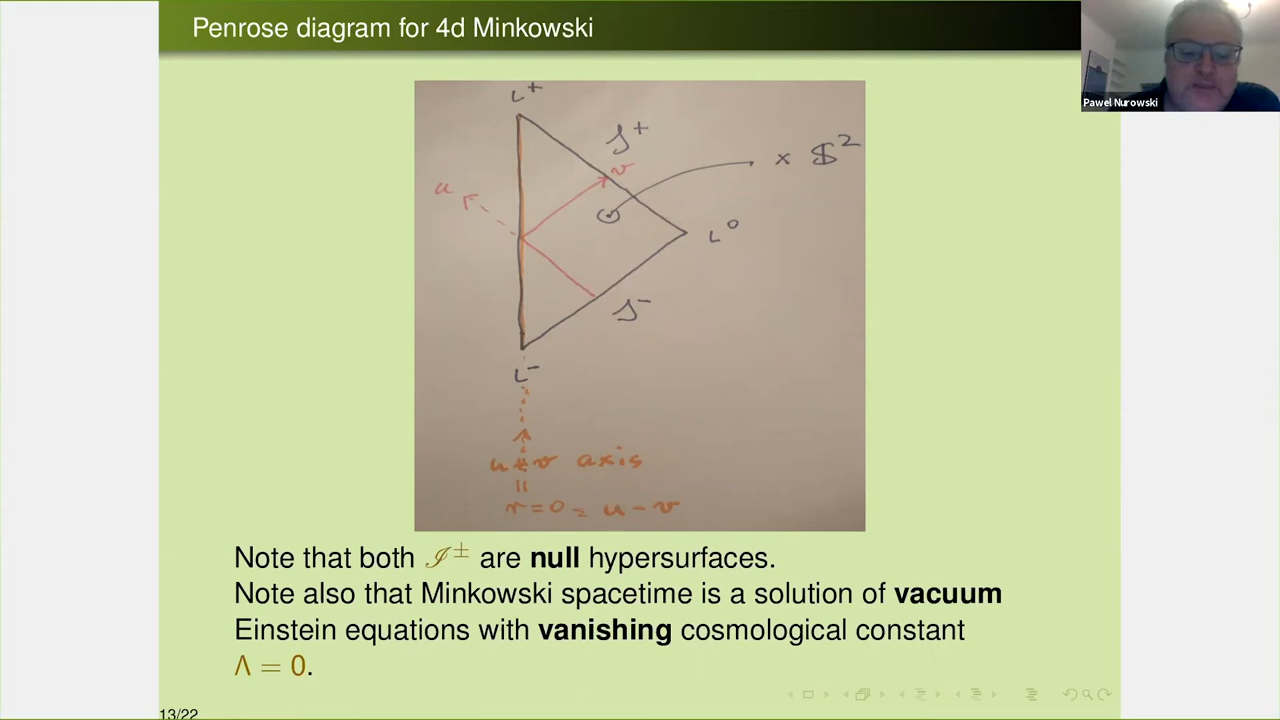 Penrose diagram for 4d Minkowski
Pawel Nurowski
ι⁺
𝓘⁺
v
× 𝕊²
u
ι⁰
𝓘⁻
ι⁻
axis
r=0= u-v
Note that both 𝓘± are null hypersurfaces.
Note also that Minkowski spacetime is a solution of vacuum
Einstein equations with vanishing cosmological constant
Λ = 0.
13/22